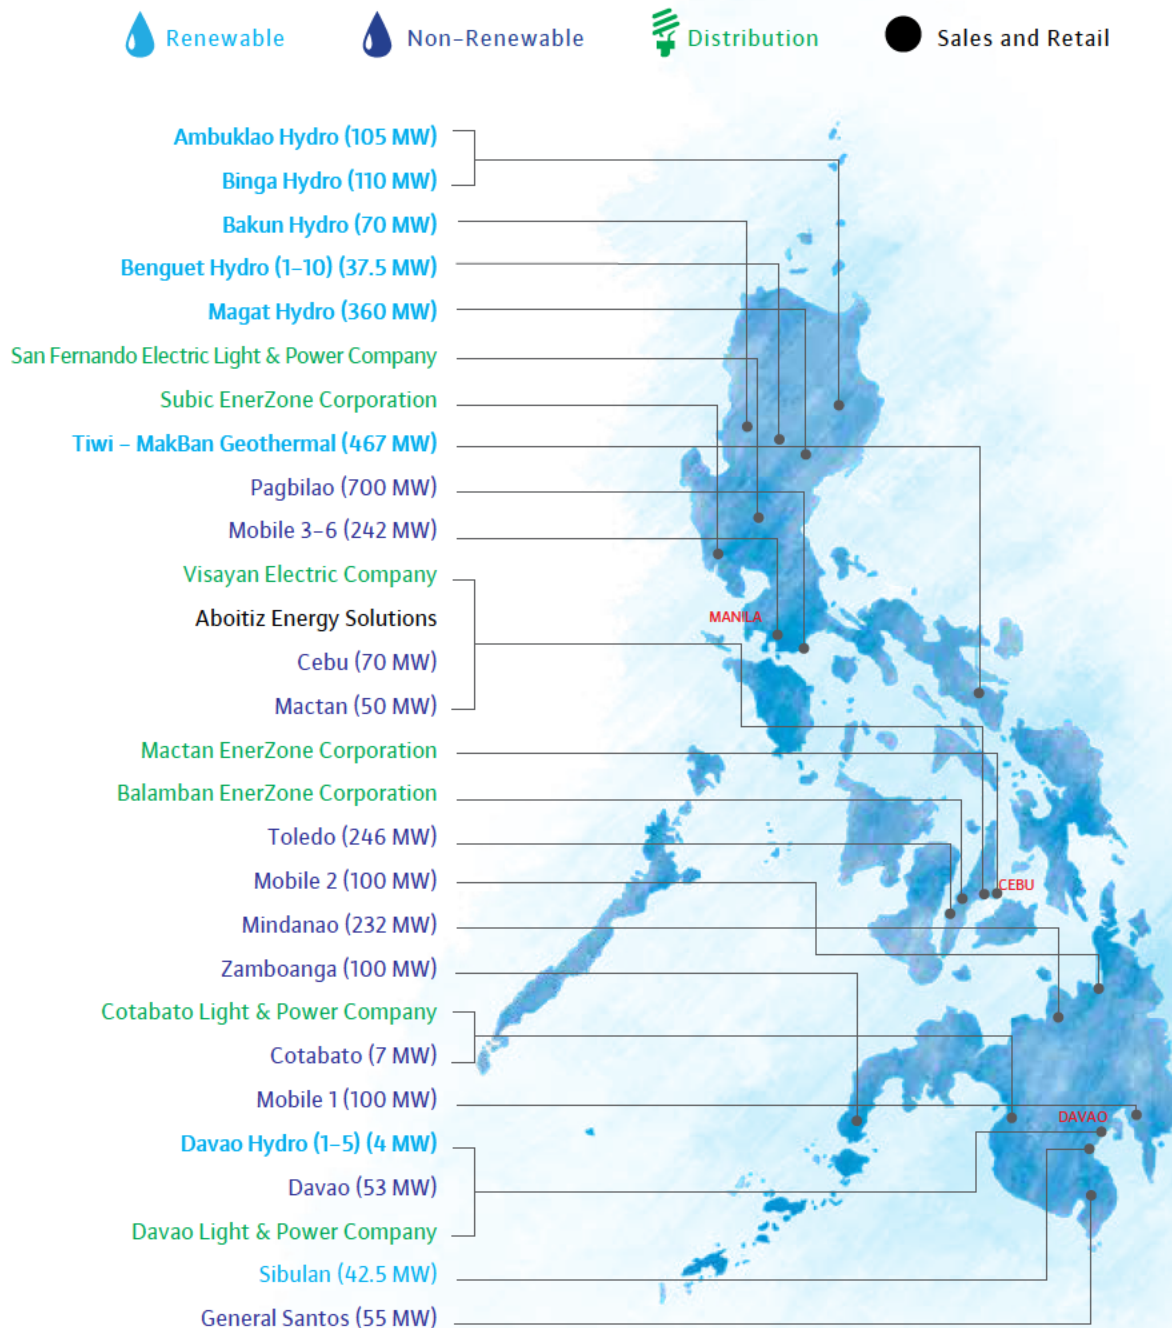 Renewable
Non-Renewable
Distribution
Sales and Retail
Ambuklao Hydro (105 MW)
Binga Hydro (110 MW)
Bakun Hydro (70 MW)
Benguet Hydro (1-10) (37.5 MW)
Magat Hydro (360 MW)
San Fernando Electric Light & Power Company
Subic EnerZone Corporation
Tiwi – MakBan Geothermal (467 MW)
Pagbilao (700 MW)
Mobile 3-6 (242 MW)
Visayan Electric Company
Aboitiz Energy Solutions
MANILA
Cebu (70 MW)
Mactan (50 MW)
Mactan EnerZone Corporation
Balamban EnerZone Corporation
Toledo (246 MW)
Mobile 2 (100 MW)
CEBU
Mindanao (232 MW)
Zamboanga (100 MW)
Cotabato Light & Power Company
Cotabato (7 MW)
Mobile 1 (100 MW)
DAVAO
Davao Hydro (1-5) (4 MW)
Davao (53 MW)
Davao Light & Power Company
Sibulan (42.5 MW)
General Santos (55 MW)